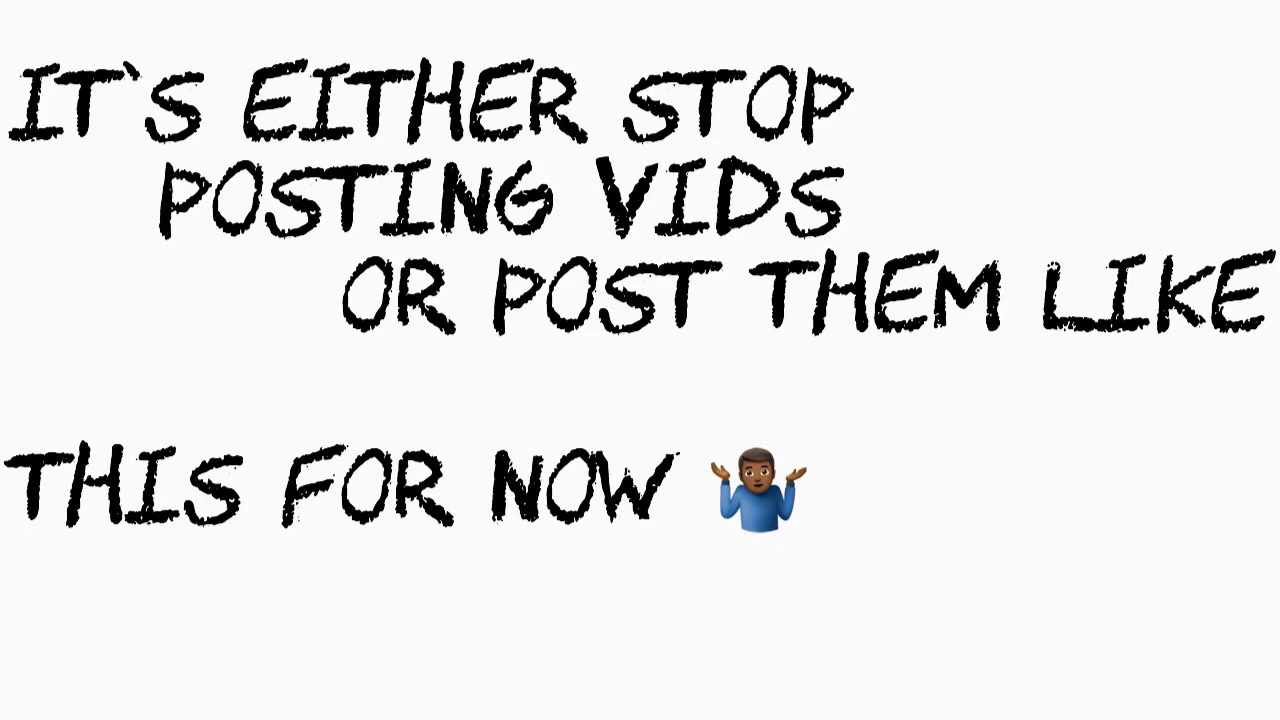 IT`S EITHER STOP
POSTING VIDS
OR POST THEM LIKE
THIS FOR NOW 🤷🏾‍♂️